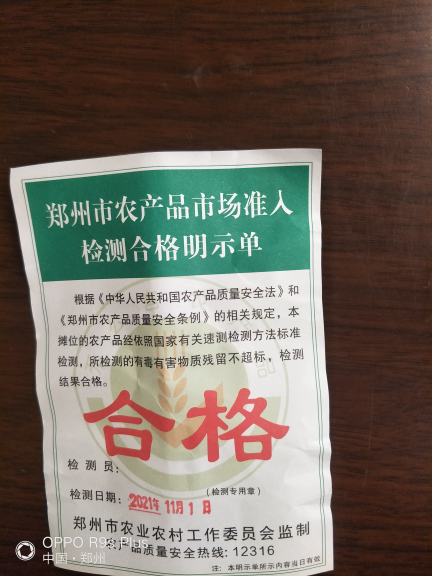 郑州市农产品市场准入
检测合格明示单
根据《中华人民共和国农产品质量安全法》和
《郑州市农产品质量安全条例》的相关规定，本
摊位的农产品经依照国家有关速测检测方法标准
检测，所检测的有毒有害物质残留不超标，检测
结果合格。
合格
检测员：
（检测专用章）
检测日期：2021年11月1日
郑州市农业农村工作委员会监制
农产品质量安全热线：12316
注：本明示单所示内容当日有效
OPPO R9s Plus
中国·郑州